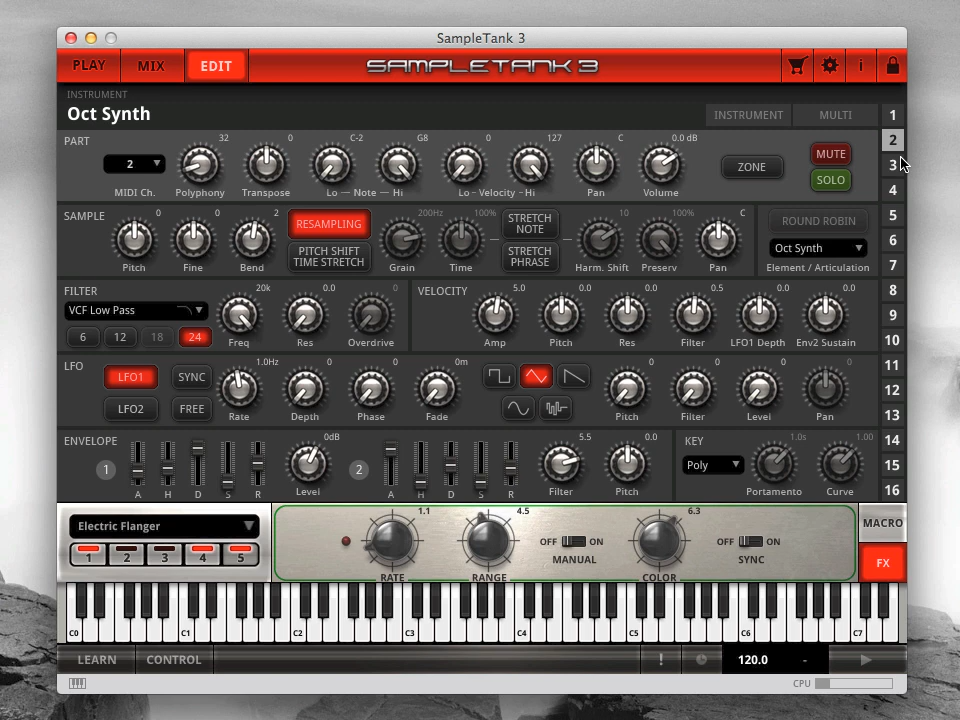 SampleTank 3
PLAY MIX EDIT SAMPLETANK 3 i
INSTRUMENT
Oct Synth INSTRUMENT MULTI 1
PART 32 0 C-2 G8 0 127 C 0.0 dB 2
2 ZONE MUTE 3
SOLO
MIDI Ch. Polyphony Transpose Lo — Note — Hi Lo - Velocity - Hi Pan Volume 4
SAMPLE 0 0 2 RESAMPLING 200Hz 100% STRETCH NOTE 10 100% C ROUND ROBIN 5
PITCH SHIFT TIME STRETCH STRETCH PHRASE Oct Synth 6
Pitch Fine Bend Grain Time Harm. Shift Preserv Pan Element / Articulation 7
FILTER 20k 0.0 0 VELOCITY 5.0 0.0 0.0 0.5 0.0 0.0 8
VCF Low Pass 9
6 12 18 24 Freq Res Overdrive Amp Pitch Res Filter LFO1 Depth Env2 Sustain 10
LFO 1.0Hz 0 0 0m 0 0 0 0 11
LFO1 SYNC 12
LFO2 FREE Rate Depth Phase Fade Pitch Filter Level Pan 13
ENVELOPE 0dB 5.5 0.0 KEY 1.0s 1.00 14
1 2 Poly 15
A H D S R Level A H D S R Filter Pitch Portamento Curve 16
Electric Flanger 1.1 4.5 6.3 MACRO
OFF ON OFF ON
1 2 3 4 5 MANUAL SYNC FX
RATE RANGE COLOR
C0 C1 C2 C3 C4 C5 C6 C7
LEARN CONTROL ! 120.0 -
CPU